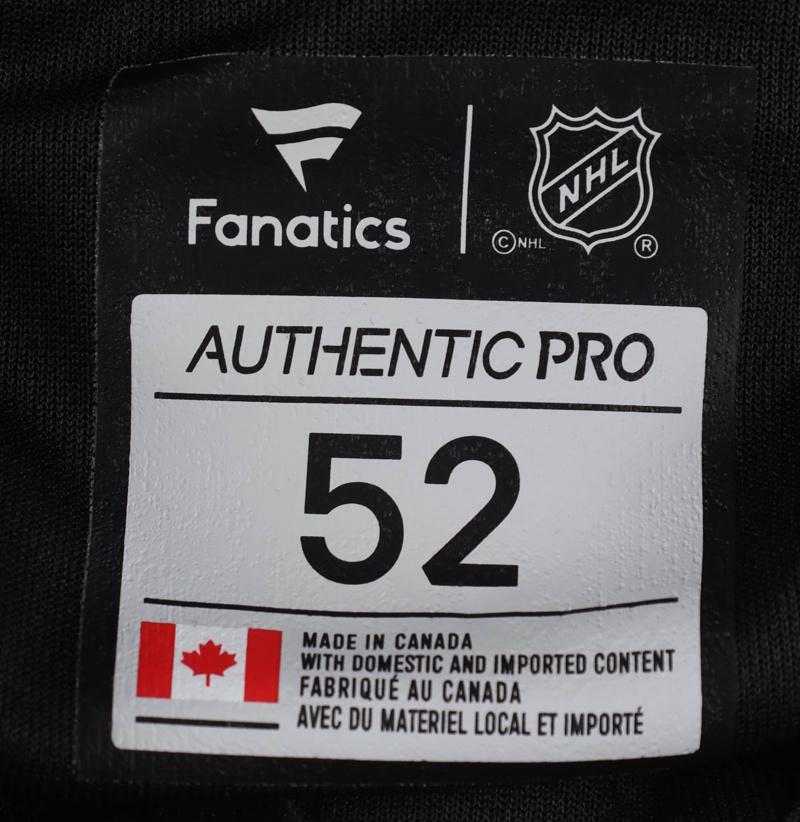 Fanatics
NHL
© NHL ®
AUTHENTIC PRO
52
MADE IN CANADA
WITH DOMESTIC AND IMPORTED CONTENT
FABRIQUÉ AU CANADA
AVEC DU MATERIEL LOCAL ET IMPORTÉ